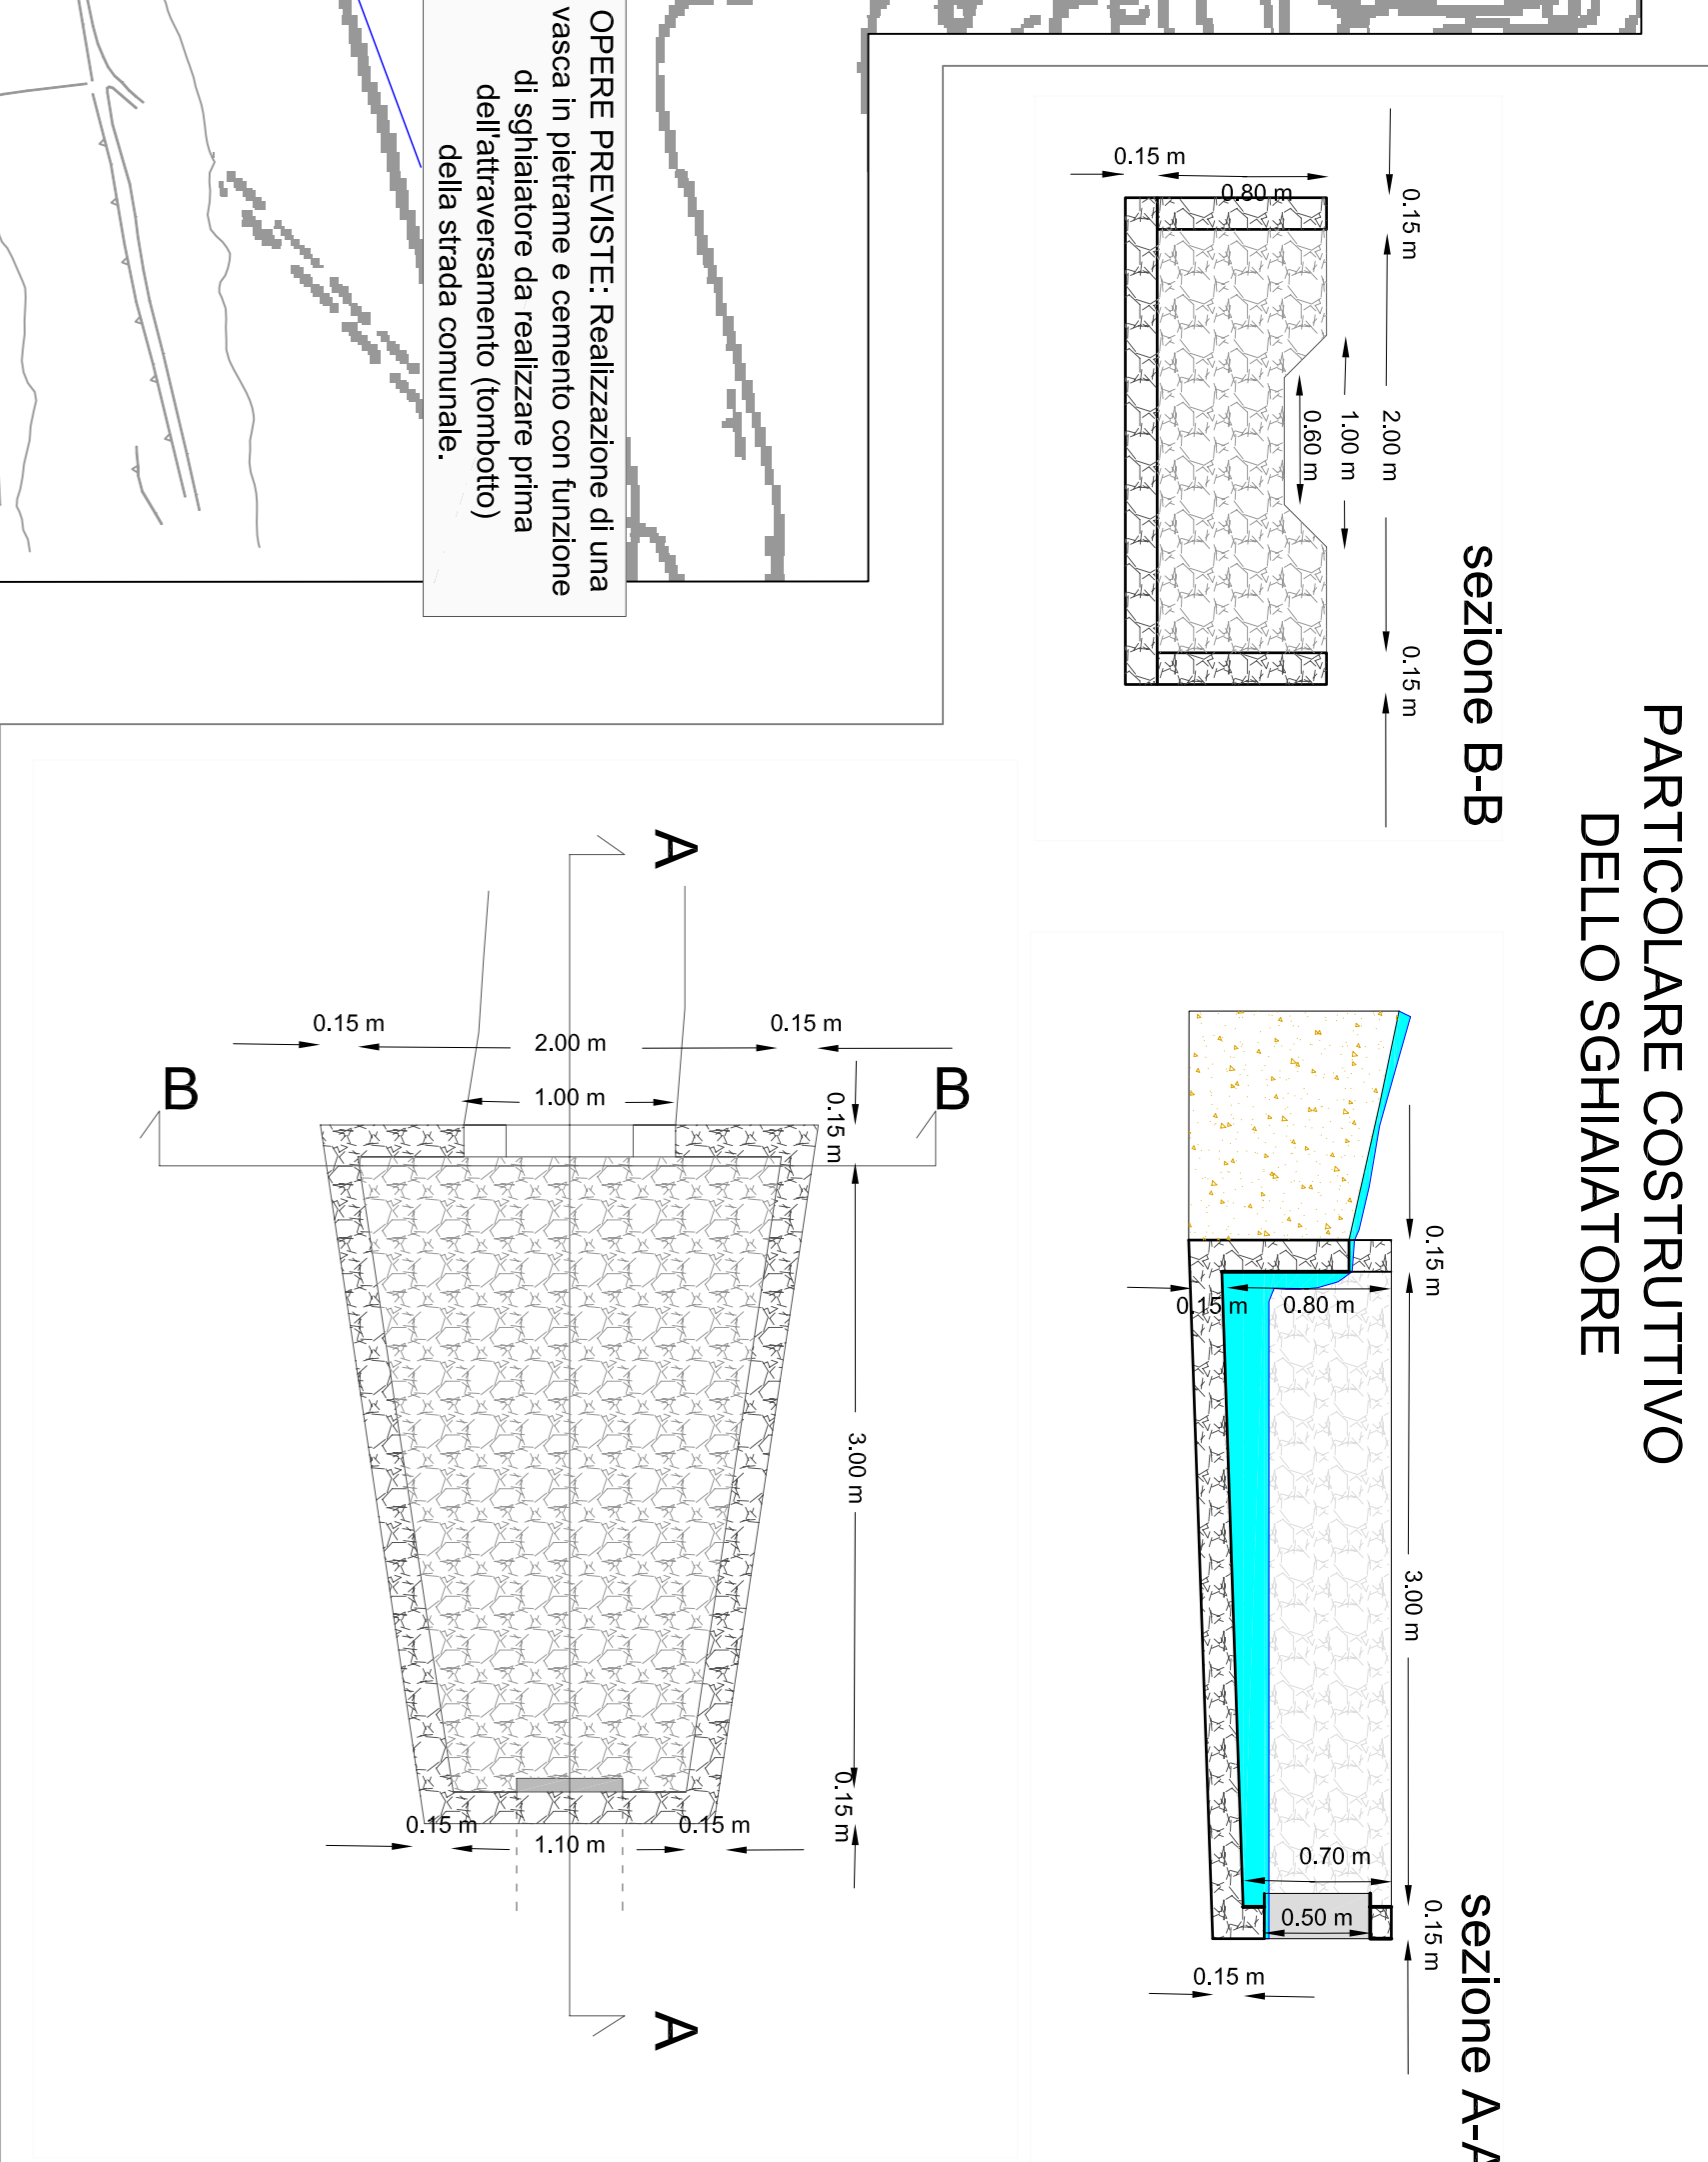 PARTICOLARE COSTRUTTIVO
DELLO SGHIAIATORE
sezione B-B
0.15 m
2.00 m
0.15 m
1.00 m
0.60 m
0.80 m
0.15 m
sezione A-A
0.15 m
3.00 m
0.15 m
0.15 m
0.80 m
0.70 m
0.50 m
0.15 m
OPERE PREVISTE: Realizzazione di una
vasca in pietrame e cemento con funzione
di sghiaiatore da realizzare prima
dell'attraversamento (tombotto)
della strada comunale.
A
0.15 m
2.00 m
0.15 m
B
1.00 m
B
0.15 m
3.00 m
0.15 m
0.15 m
1.10 m
0.15 m
A